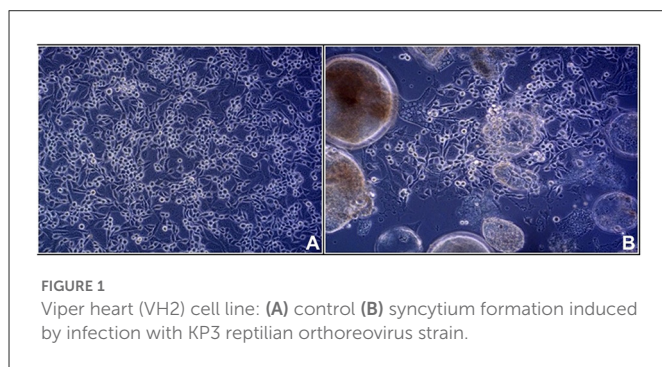 A
B
FIGURE 1
Viper heart (VH2) cell line: (A) control (B) syncytium formation induced
by infection with KP3 reptilian orthoreovirus strain.